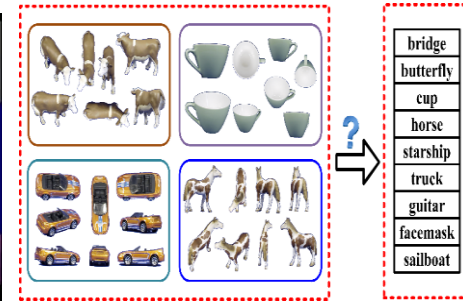 ?
bridge
butterfly
cup
horse
starship
truck
guitar
facemask
sailboat